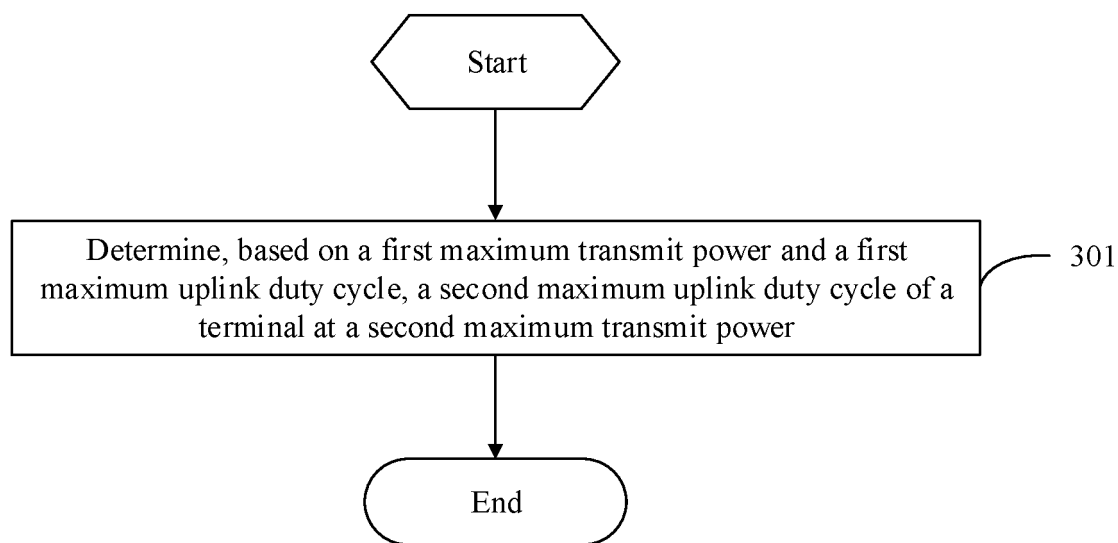 Start
Determine, based on a first maximum transmit power and a first
maximum uplink duty cycle, a second maximum uplink duty cycle of a
terminal at a second maximum transmit power
301
End